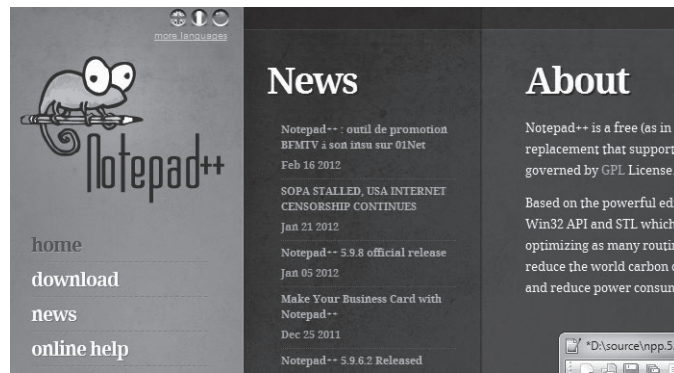 more languages
Notepad++
home
download
news
online help
News
Notepad++ : outil de promotion
BFMTV à son insu sur 01Net
Feb 16 2012
SOPA STALLED, USA INTERNET
CENSORSHIP CONTINUES
Jan 21 2012
Notepad++ 5.9.8 official release
Jan 05 2012
Make Your Business Card with
Notepad++
Dec 25 2011
Notepad++ 5.9.6.2 Released
About
Notepad++ is a free (as in
replacement that support
governed by GPL License.
Based on the powerful edi
Win32 API and STL which
optimizing as many routin
reduce the world carbon d
and reduce power consum
*D:\source\npp.5.